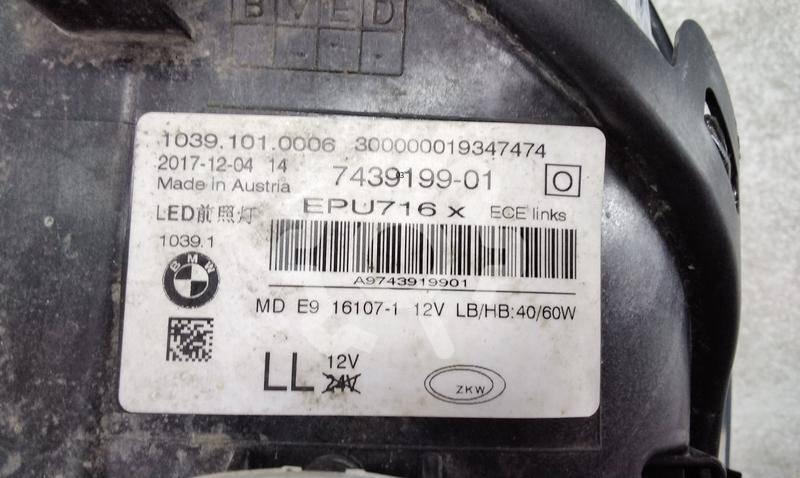 B M E D
1039.101.0006 300000019347474
2017-12-04 14
7439199-01 O
Made in Austria
EPU716 x ECE links
LED前照灯
1039.1
BMW
A9743919901
MD E9 16107-1 12V LB/HB:40/60W
LL 12V
24V
ZKW